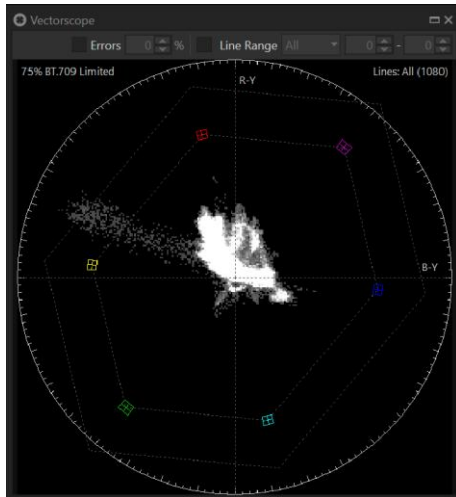 Vectorscope
Errors 0 % Line Range All 0 - 0
75% BT.709 Limited Lines: All (1080)
R-Y
B-Y